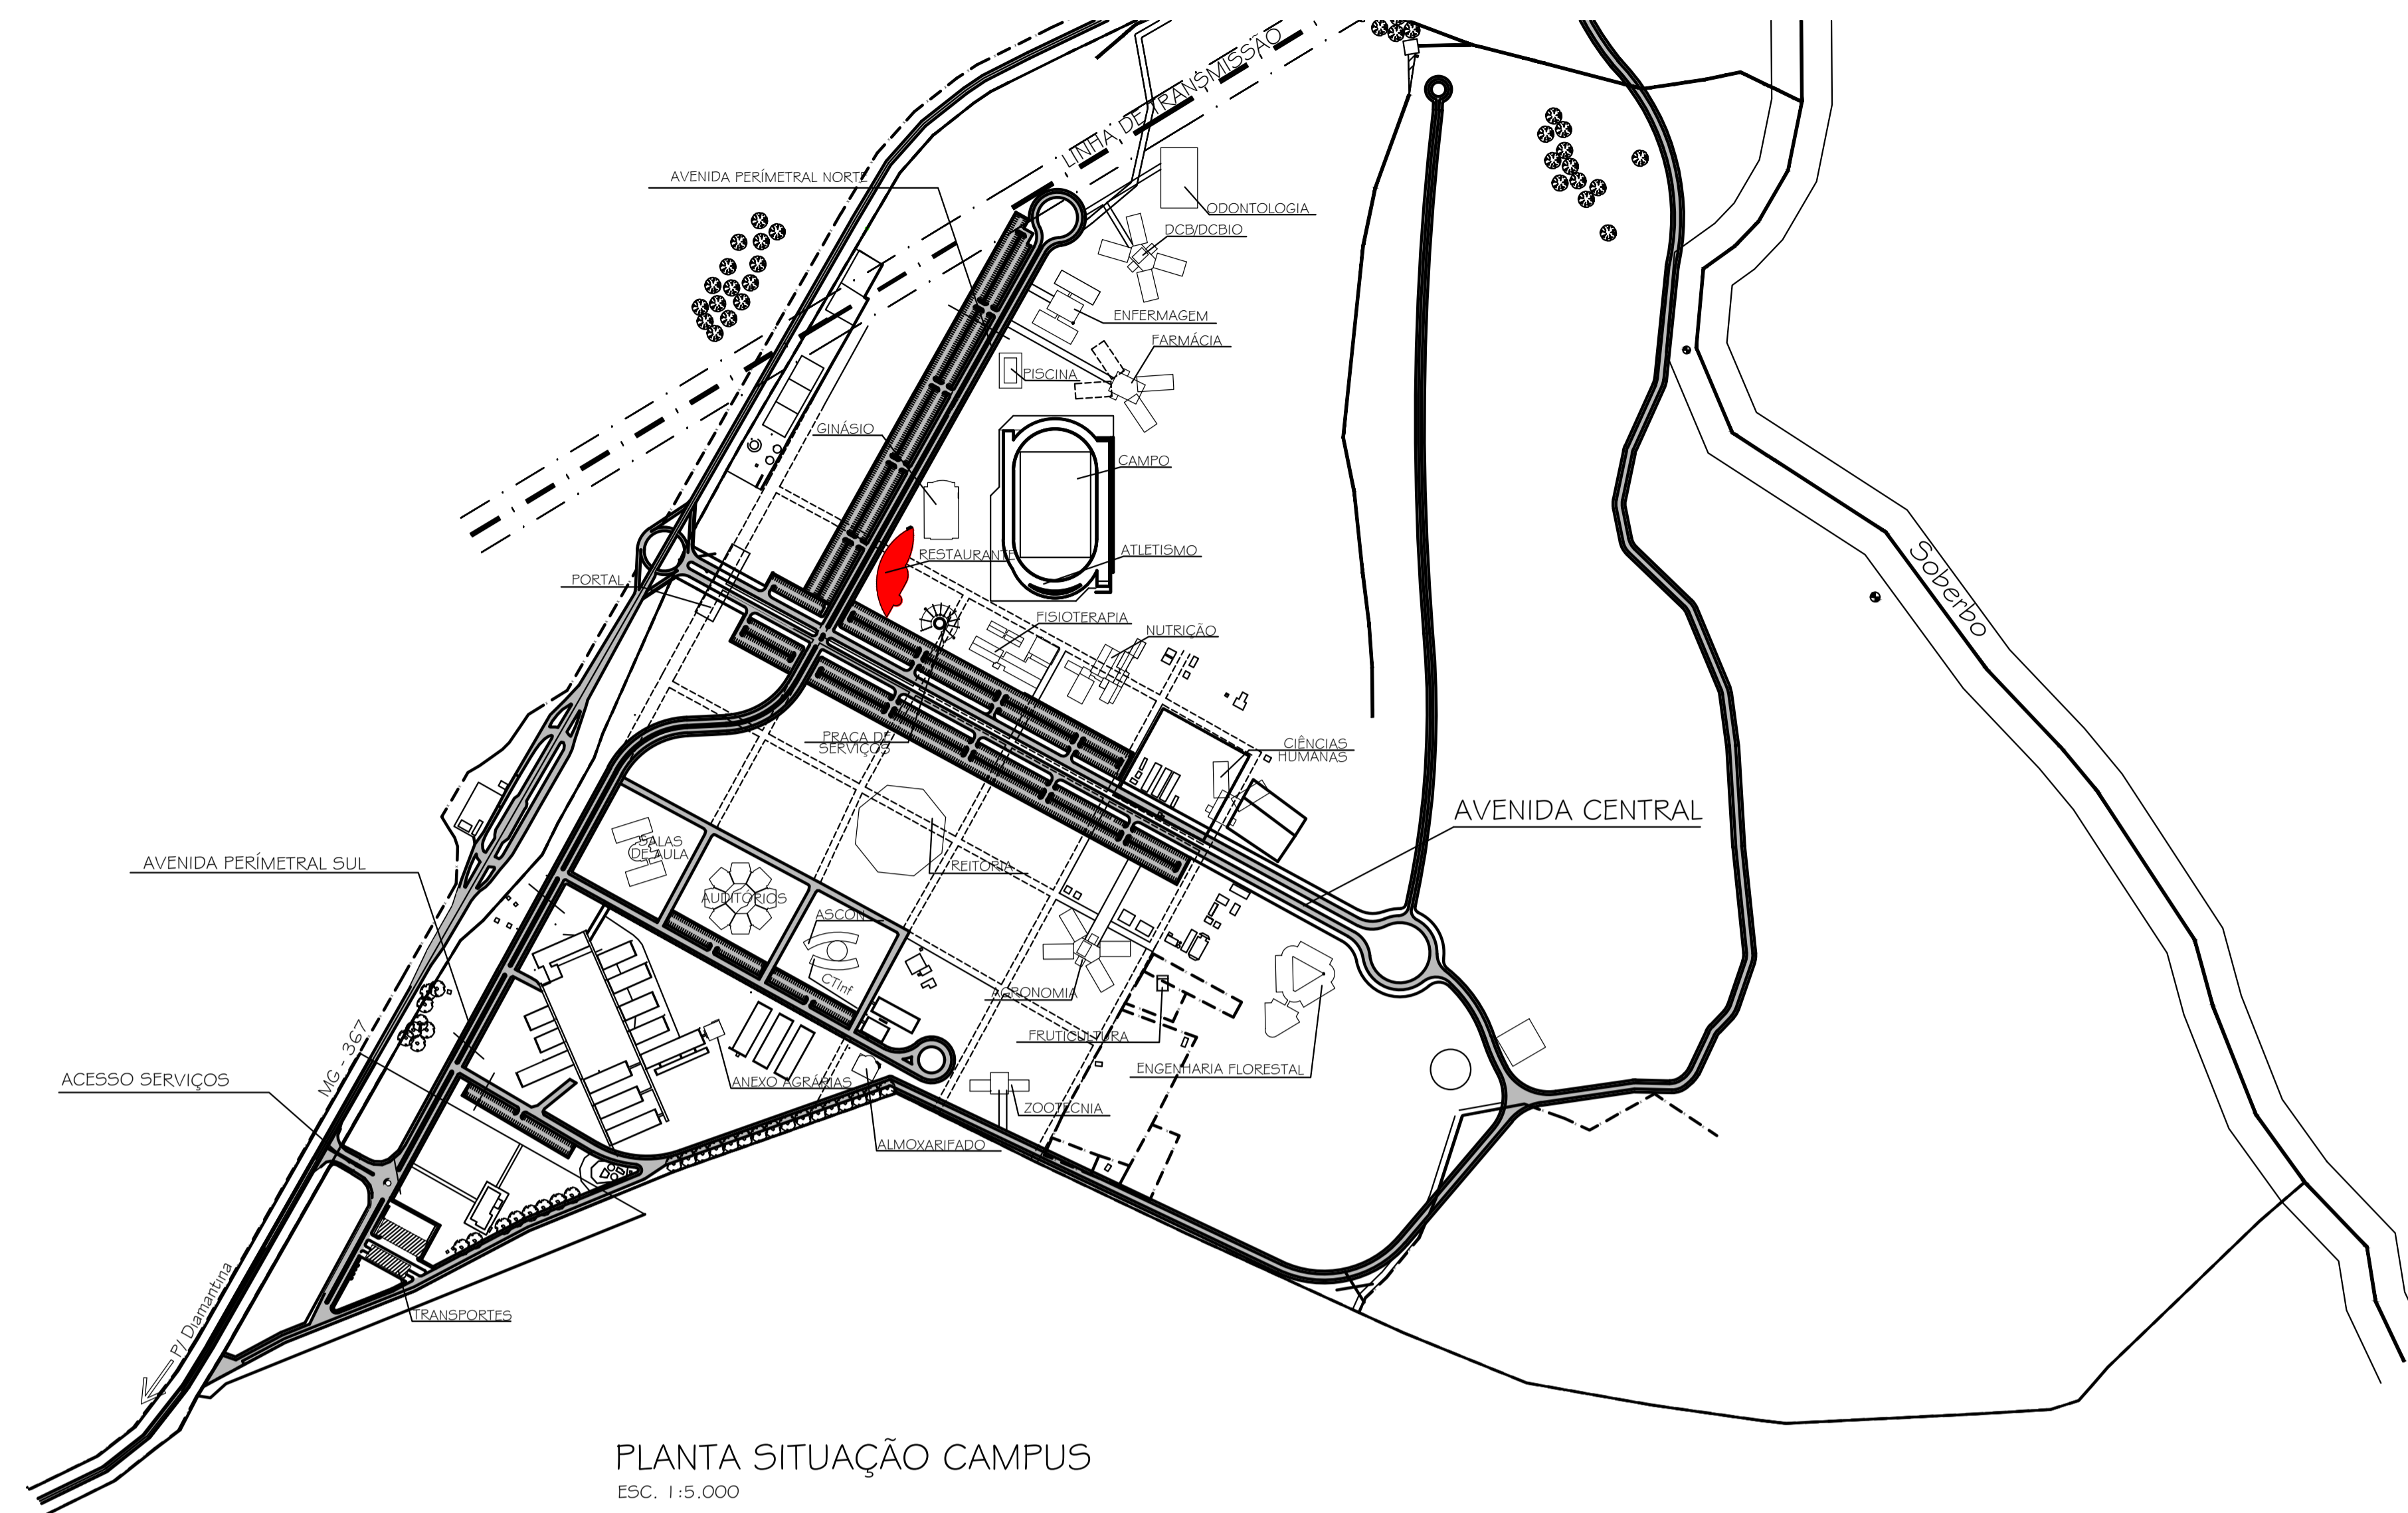 LINHA DE TRANSMISSÃO
AVENIDA PERÍMETRAL NORTE
ODONTOLOGIA
DCB/DCBIO
ENFERMAGEM
FARMÁCIA
PISCINA
GINÁSIO
CAMPO
RESTAURANTE
ATLETISMO
PORTAL
FISIOTERAPIA
NUTRIÇÃO
Soberbo
PRAÇA DE
SERVIÇOS
CIÊNCIAS
HUMANAS
AVENIDA CENTRAL
SALAS
DE AULA
AVENIDA PERÍMETRAL SUL
REITORIA
AUDITÓRIOS
ASCON
CTInf
AGRONOMIA
FRUTICULTURA
ENGENHARIA FLORESTAL
MG - 367
ACESSO SERVIÇOS
ANEXO AGRÁRIAS
ZOOTECNIA
ALMOXARIFADO
P/ Diamantina
TRANSPORTES
PLANTA SITUAÇÃO CAMPUS
ESC. 1:5.000